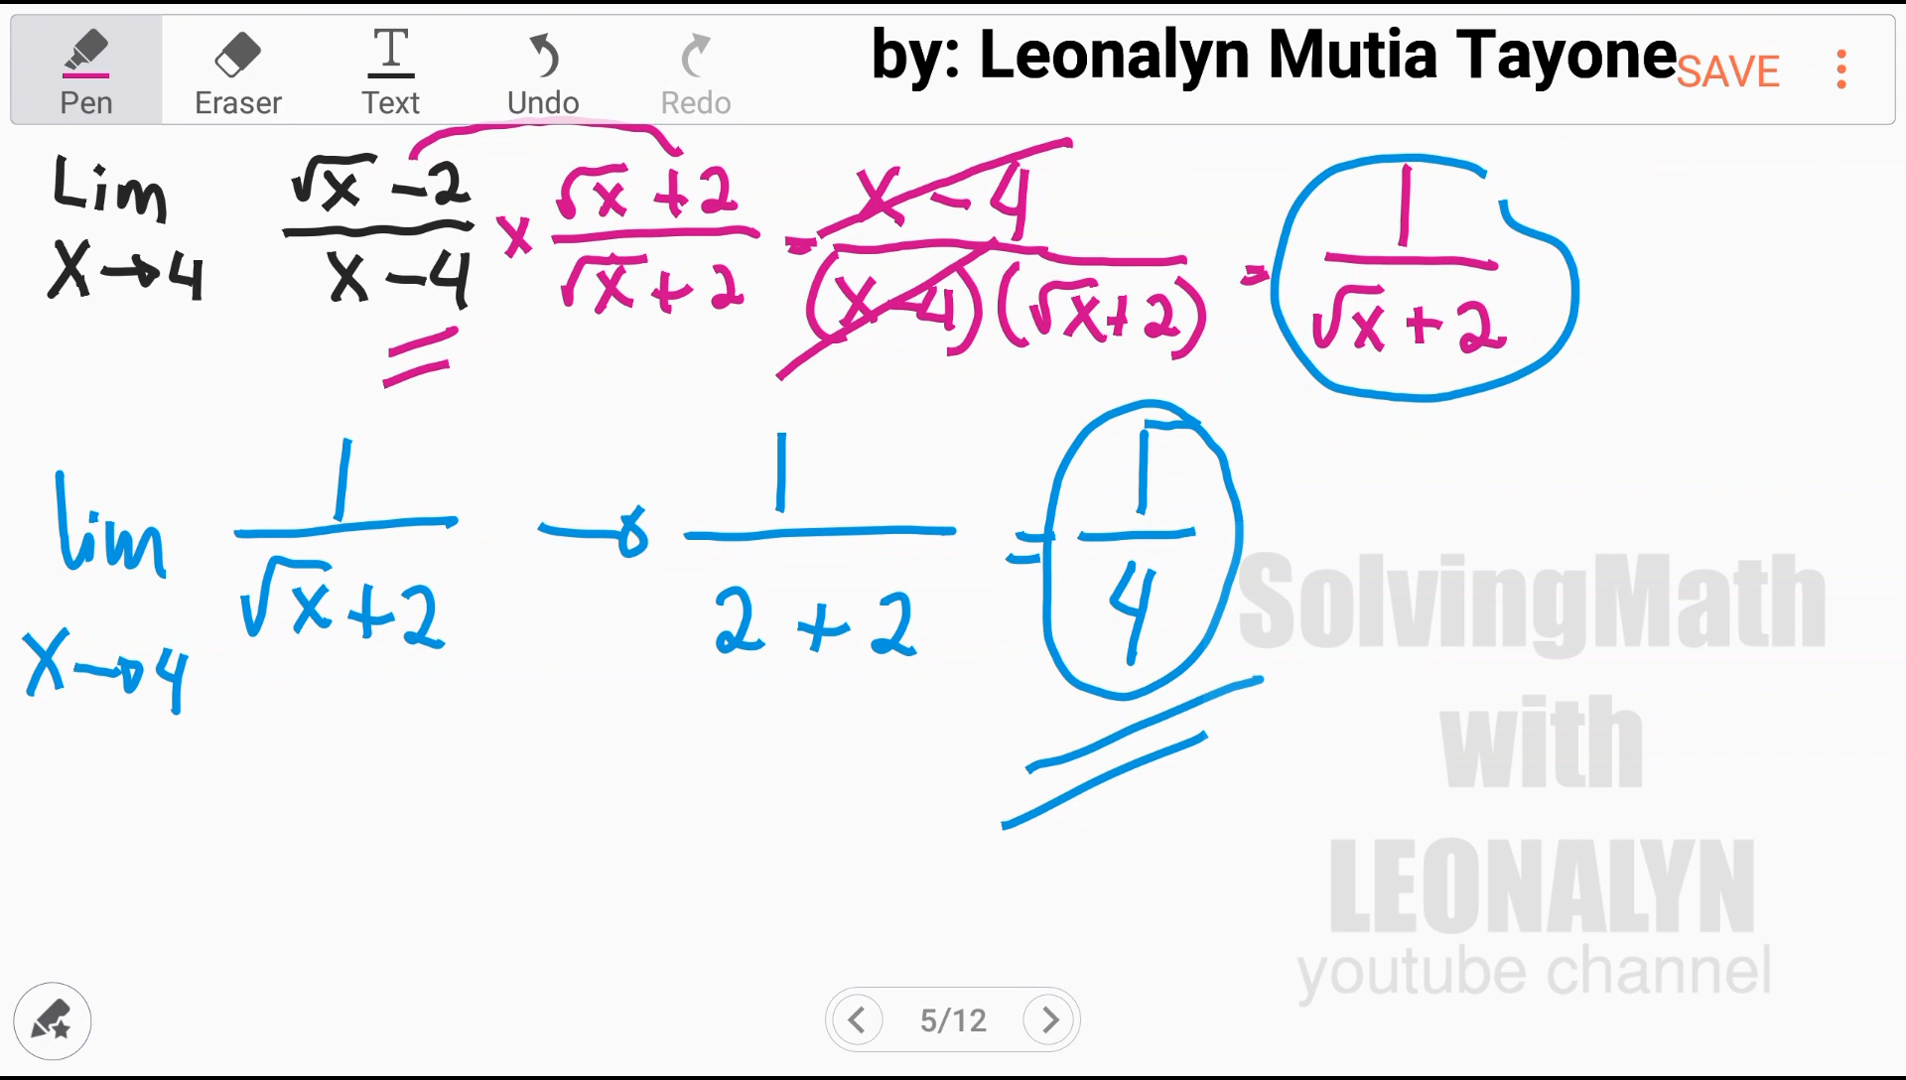 Pen Eraser Text Undo Redo by: Leonalyn Mutia Tayone SAVE
Lim x→4 (√x - 2)/(x - 4) × (√x + 2)/(√x + 2) = (x - 4)/((x - 4)(√x + 2)) = 1/(√x + 2)
lim x→4 1/(√x + 2) → 1/(2 + 2) = 1/4
SolvingMath
with
LEONALYN
youtube channel
5/12